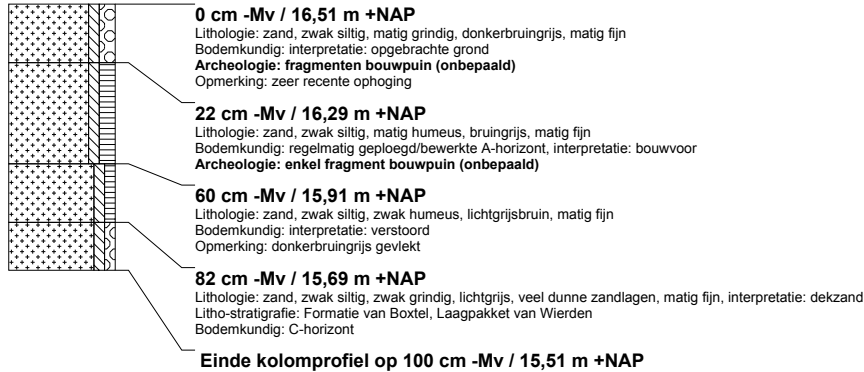 0 cm -Mv / 16,51 m +NAP
Lithologie: zand, zwak siltig, matig grindig, donkerbruingrijs, matig fijn
Bodemkundig: interpretatie: opgebrachte grond
Archeologie: fragmenten bouwpuin (onbepaald)
Opmerking: zeer recente ophoging
22 cm -Mv / 16,29 m +NAP
Lithologie: zand, zwak siltig, matig humeus, bruingrijs, matig fijn
Bodemkundig: regelmatig geploegd/bewerkte A-horizont, interpretatie: bouwvoor
Archeologie: enkel fragment bouwpuin (onbepaald)
60 cm -Mv / 15,91 m +NAP
Lithologie: zand, zwak siltig, zwak humeus, lichtgrijsbruin, matig fijn
Bodemkundig: interpretatie: verstoord
Opmerking: donkerbruingrijs gevlekt
82 cm -Mv / 15,69 m +NAP
Lithologie: zand, zwak siltig, zwak grindig, lichtgrijs, veel dunne zandlagen, matig fijn, interpretatie: dekzand
Litho-stratigrafie: Formatie van Boxtel, Laagpakket van Wierden
Bodemkundig: C-horizont
Einde kolomprofiel op 100 cm -Mv / 15,51 m +NAP